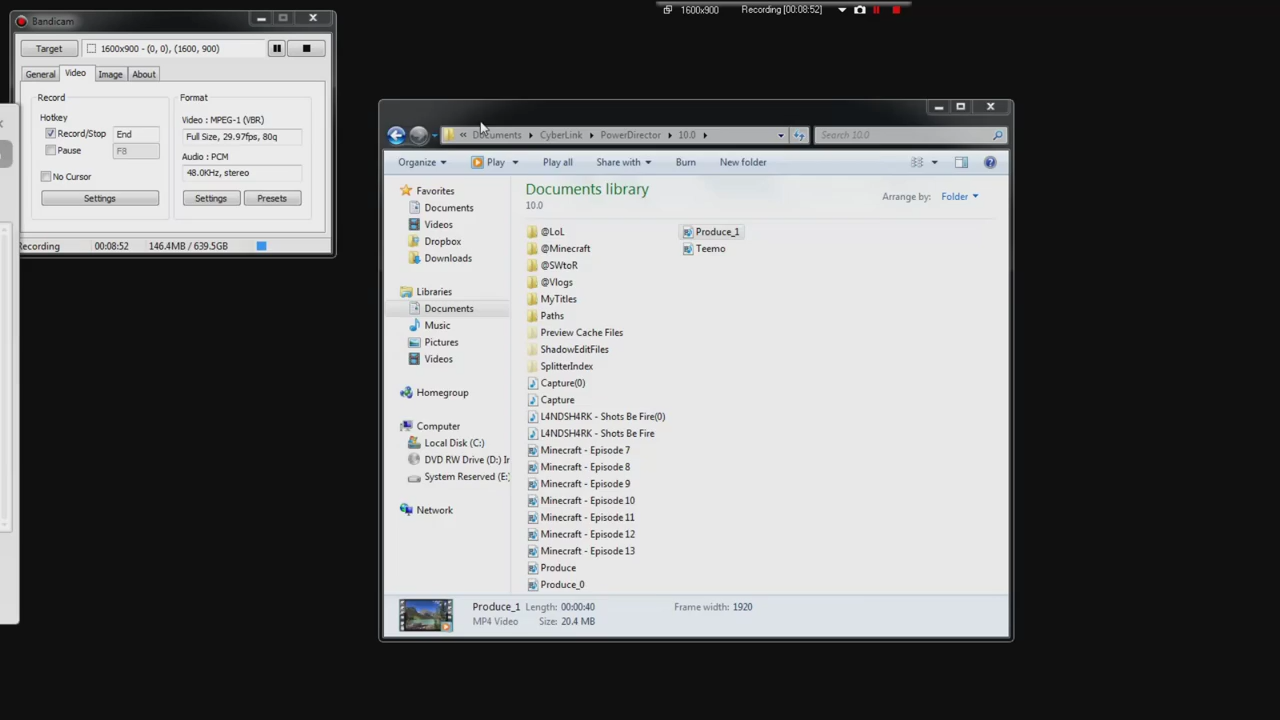 1600x900
Recording [00:08:52]
Bandicam
Target
1600x900 - (0, 0), (1600, 900)
General
Video
Image
About
Record
Hotkey
Record/Stop
End
Pause
F8
No Cursor
Settings
Format
Video : MPEG-1 (VBR)
Full Size, 29.97fps, 80q
Audio : PCM
48.0KHz, stereo
Settings
Presets
Recording
00:08:52
146.4MB / 639.5GB
« Documents
CyberLink
PowerDirector
10.0
Search 10.0
Organize
Play
Play all
Share with
Burn
New folder
Favorites
Documents
Videos
Dropbox
Downloads
Libraries
Documents
Music
Pictures
Videos
Homegroup
Computer
Local Disk (C:)
DVD RW Drive (D:) Ir
System Reserved (E:)
Network
Documents library
10.0
Arrange by:
Folder
@LoL
@Minecraft
@SWtoR
@Vlogs
MyTitles
Paths
Preview Cache Files
ShadowEditFiles
SplitterIndex
Capture(0)
Capture
L4NDSH4RK - Shots Be Fire(0)
L4NDSH4RK - Shots Be Fire
Minecraft - Episode 7
Minecraft - Episode 8
Minecraft - Episode 9
Minecraft - Episode 10
Minecraft - Episode 11
Minecraft - Episode 12
Minecraft - Episode 13
Produce
Produce_0
Produce_1
Teemo
Produce_1 Length: 00:00:40
Frame width: 1920
MP4 Video
Size: 20.4 MB